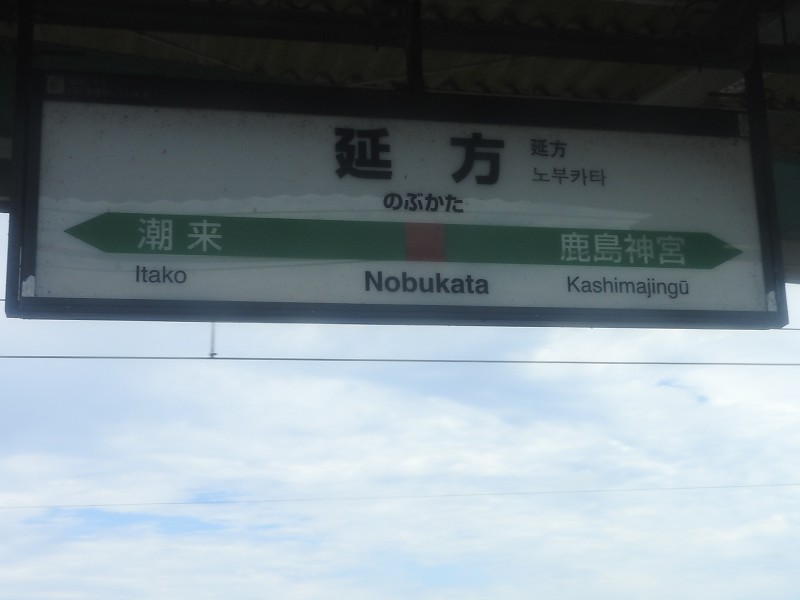 延方
延方
노부카타
のぶかた
潮来 鹿島神宮
Itako Nobukata Kashimajingū